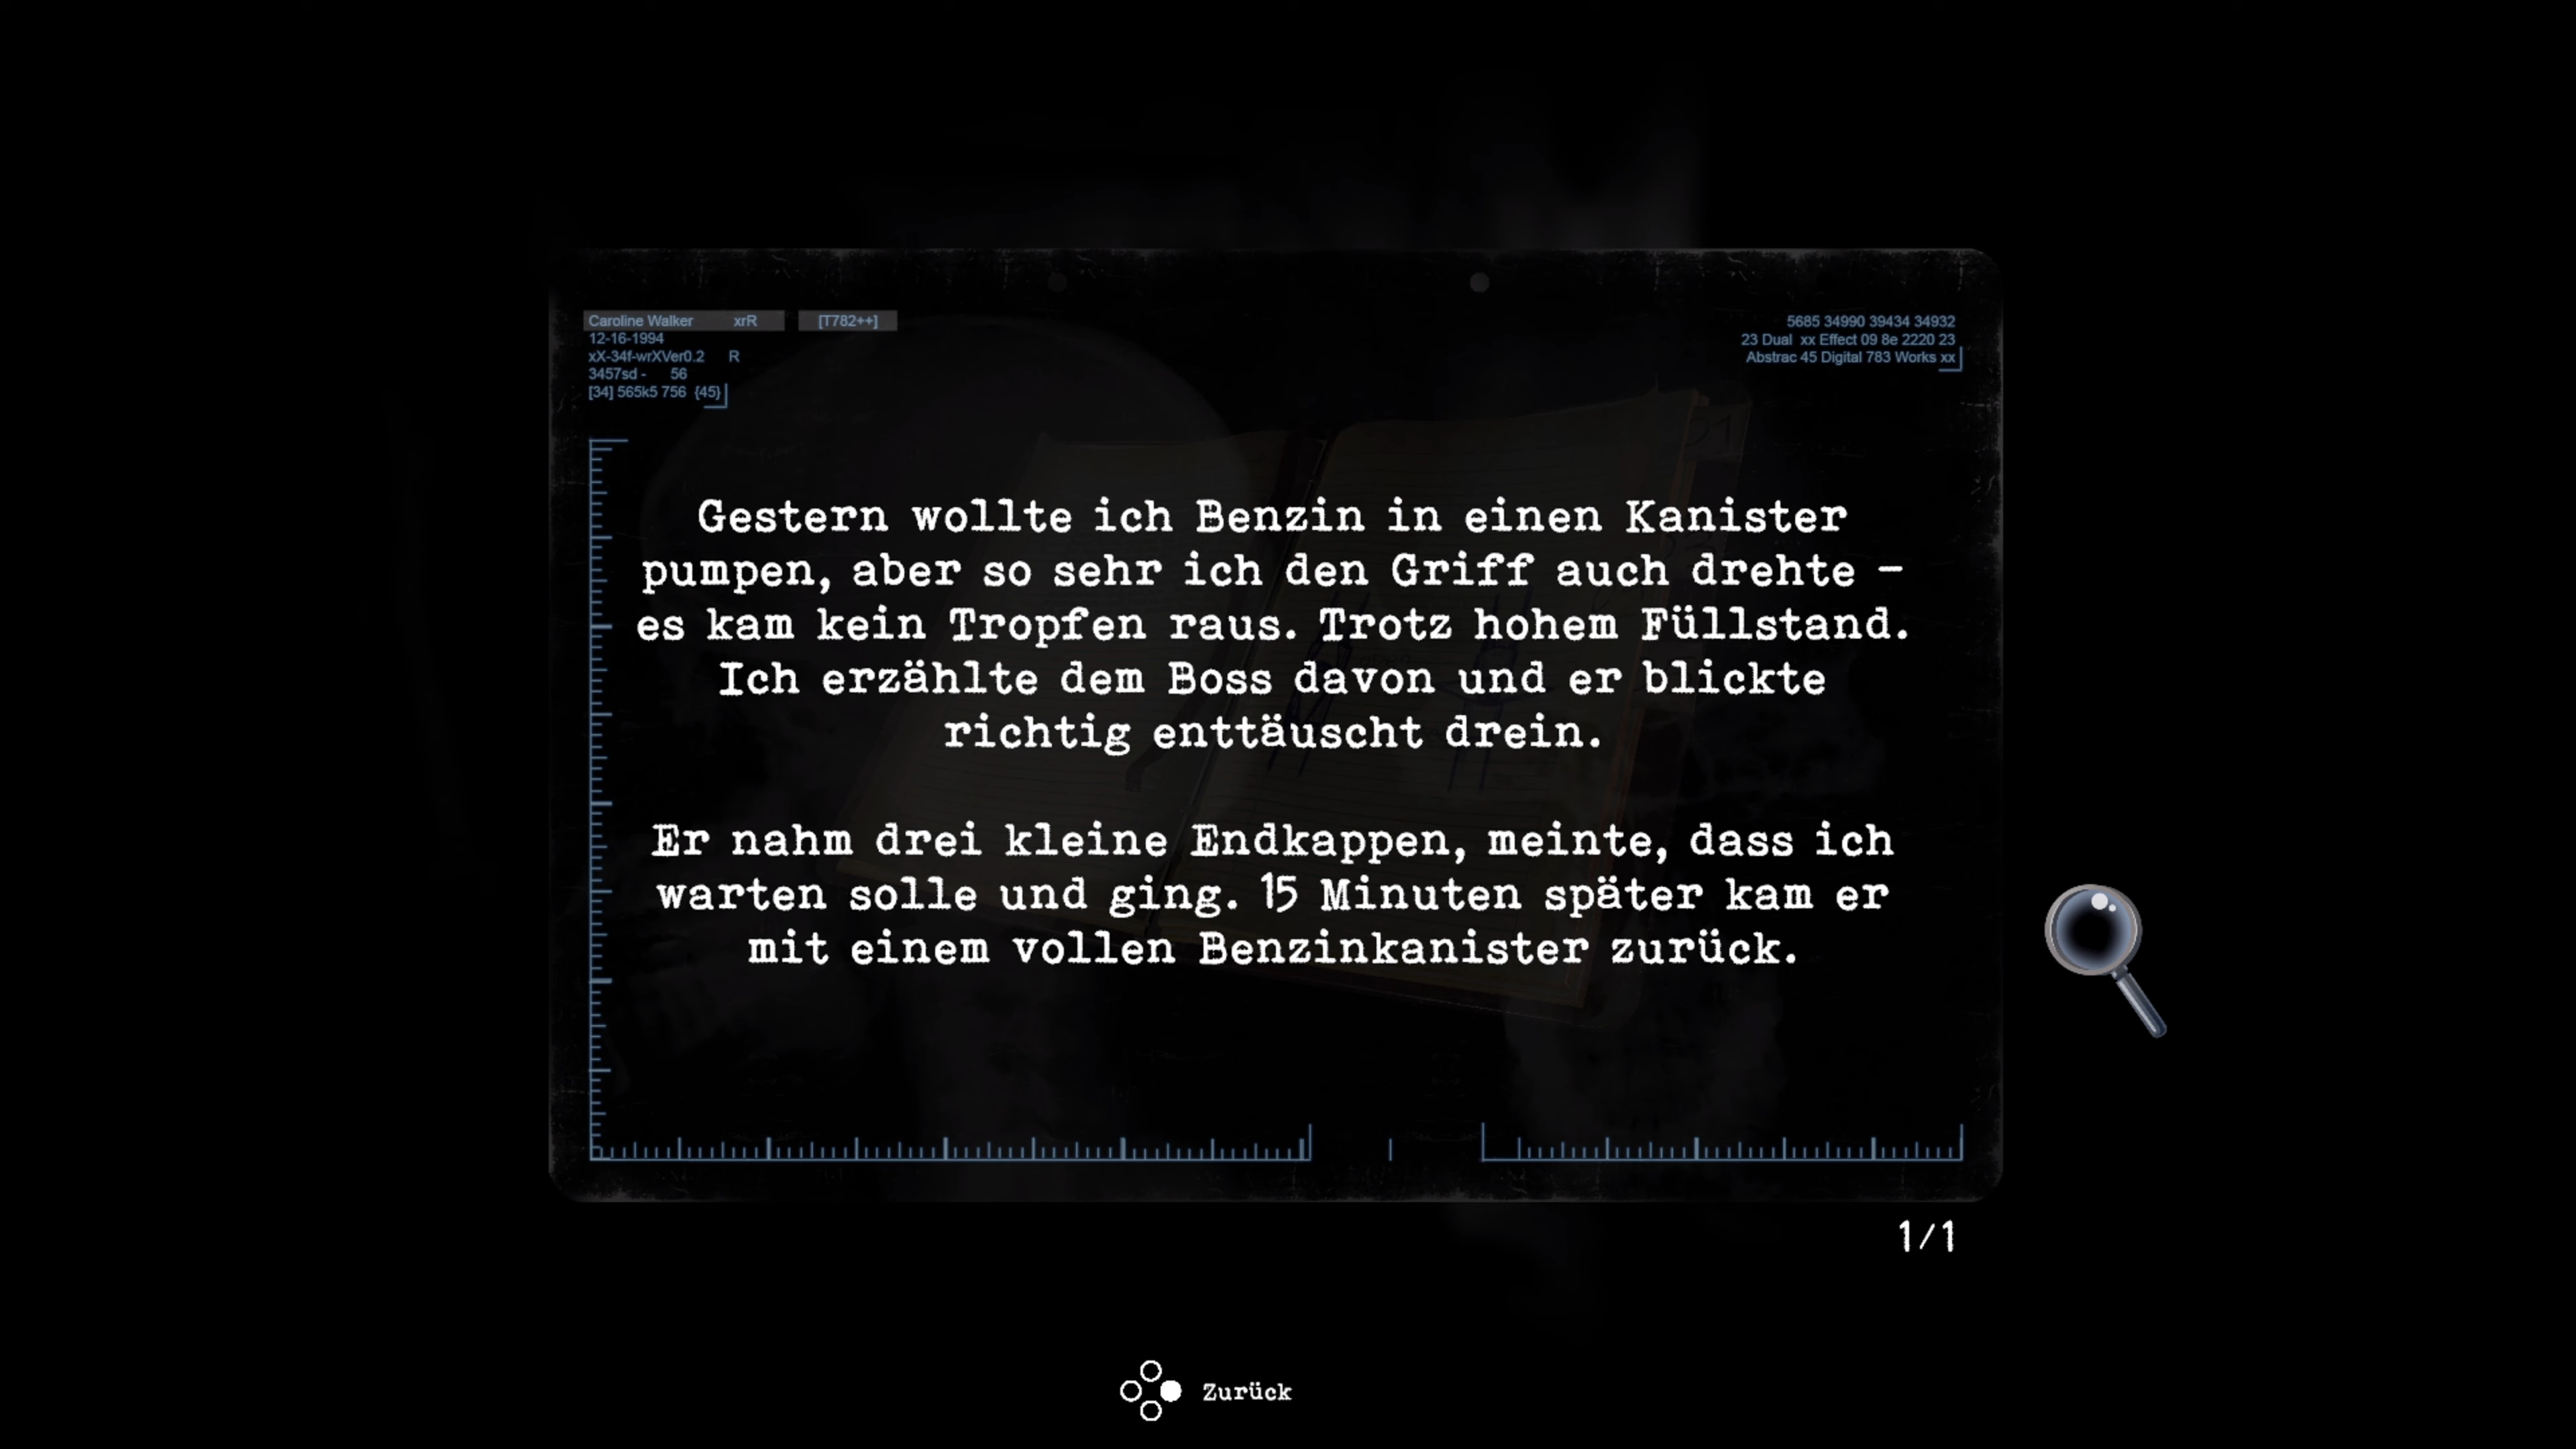 Caroline Walker xrR [T782++]
12-16-1994
xX-34f-wrXVer0.2 R
3457sd - 56
[34] 565k5 756 {45}
5685 34990 39434 34932
23 Dual xx Effect 09 8e 2220 23
Abstrac 45 Digital 783 Works xx
Gestern wollte ich Benzin in einen Kanister
pumpen, aber so sehr ich den Griff auch drehte –
es kam kein Tropfen raus. Trotz hohem Füllstand.
Ich erzählte dem Boss davon und er blickte
richtig enttäuscht drein.
Er nahm drei kleine Endkappen, meinte, dass ich
warten solle und ging. 15 Minuten später kam er
mit einem vollen Benzinkanister zurück.
1/1
Zurück